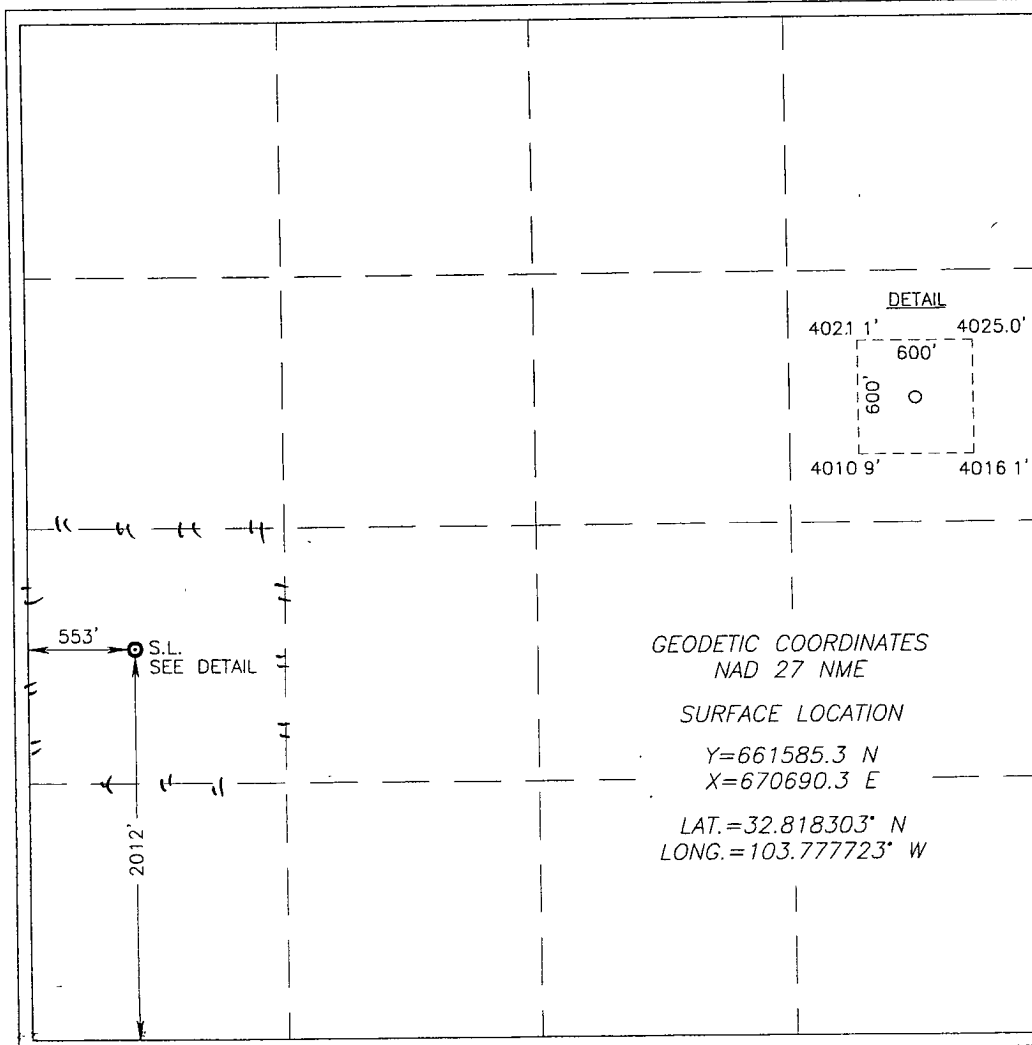 DETAIL
4021 1' 4025.0'
600'
600'
4010 9' 4016 1'
553' S.L.
SEE DETAIL
GEODETIC COORDINATES
NAD 27 NME
SURFACE LOCATION
Y=661585.3 N
X=670690.3 E
LAT.=32.818303° N
LONG.=103.777723° W
2012'